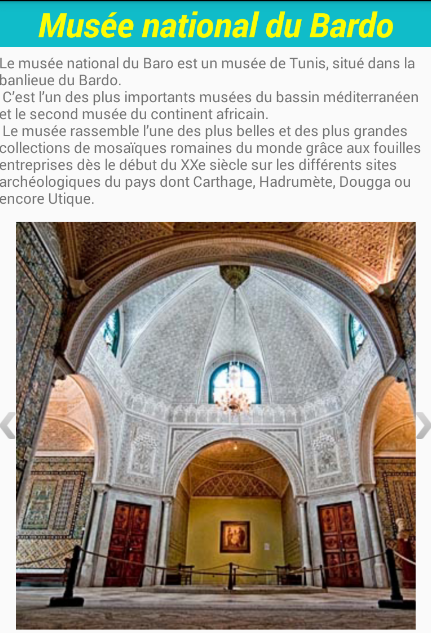 Musée national du Bardo
Le musée national du Baro est un musée de Tunis, situé dans la
banlieue du Bardo.
C'est l'un des plus importants musées du bassin méditerranéen
et le second musée du continent africain.
Le musée rassemble l'une des plus belles et des plus grandes
collections de mosaïques romaines du monde grâce aux fouilles
entreprises dès le début du XXe siècle sur les différents sites
archéologiques du pays dont Carthage, Hadrumète, Dougga ou
encore Utique.